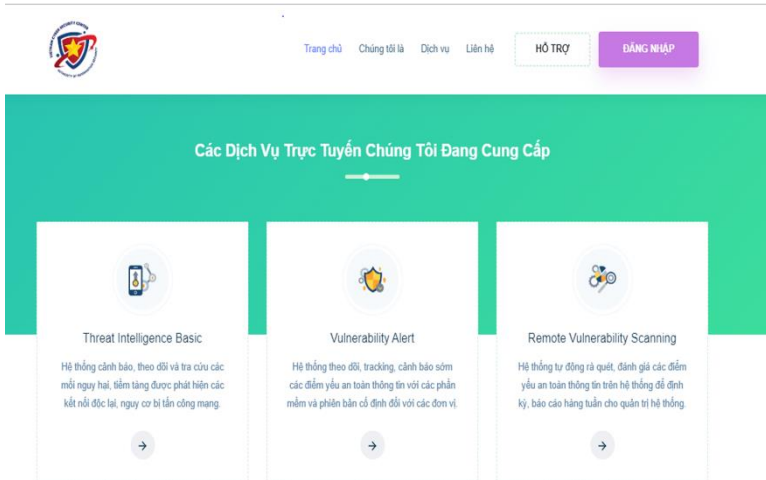 Trang chủ Chúng tôi là Dịch vụ Liên hệ HỖ TRỢ ĐĂNG NHẬP
Các Dịch Vụ Trực Tuyến Chúng Tôi Đang Cung Cấp
Threat Intelligence Basic
Hệ thống cảnh báo, theo dõi và tra cứu các
mối nguy hại, tiềm tàng được phát hiện các
kết nối độc lại, nguy cơ bị tấn công mạng.
Vulnerability Alert
Hệ thống theo dõi, tracking, cảnh báo sớm
các điểm yếu an toàn thông tin với các phần
mềm và phiên bản cố định đối với các đơn vị.
Remote Vulnerability Scanning
Hệ thống tự động rà quét, đánh giá các điểm
yếu an toàn thông tin trên hệ thống để định
kỳ, báo cáo hàng tuần cho quản trị hệ thống.